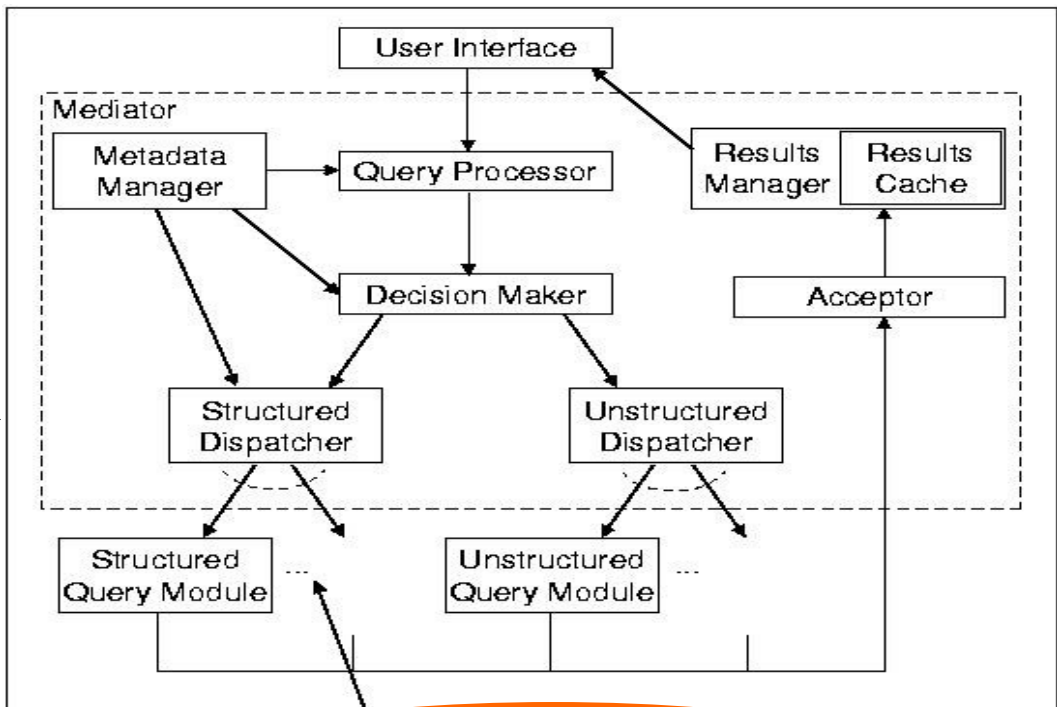 User Interface
Mediator
Metadata
Manager
Query Processor
Results
Manager
Results
Cache
Decision Maker
Acceptor
Structured
Dispatcher
Unstructured
Dispatcher
Structured
Query Module
...
Unstructured
Query Module
...